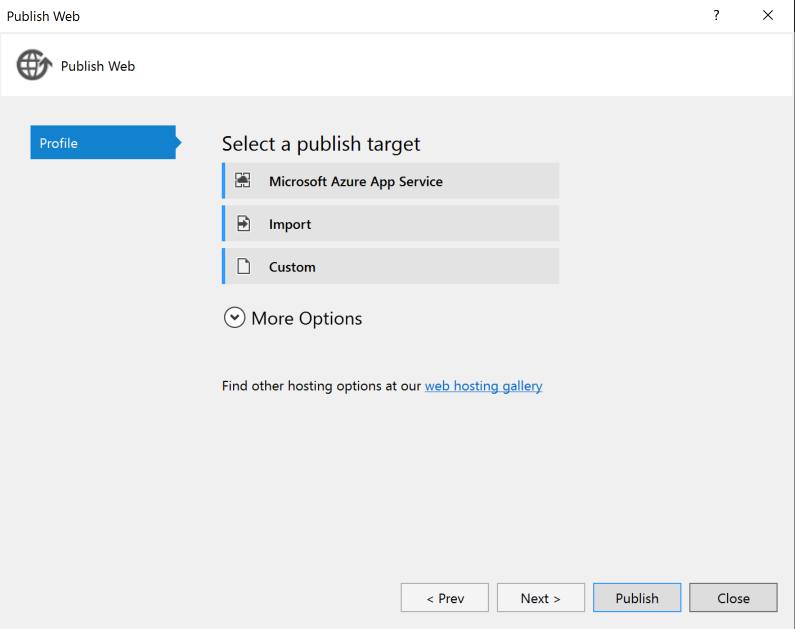 Publish Web
?
Publish Web
Profile
Select a publish target
Microsoft Azure App Service
Import
Custom
More Options
Find other hosting options at our web hosting gallery
< Prev Next > Publish Close